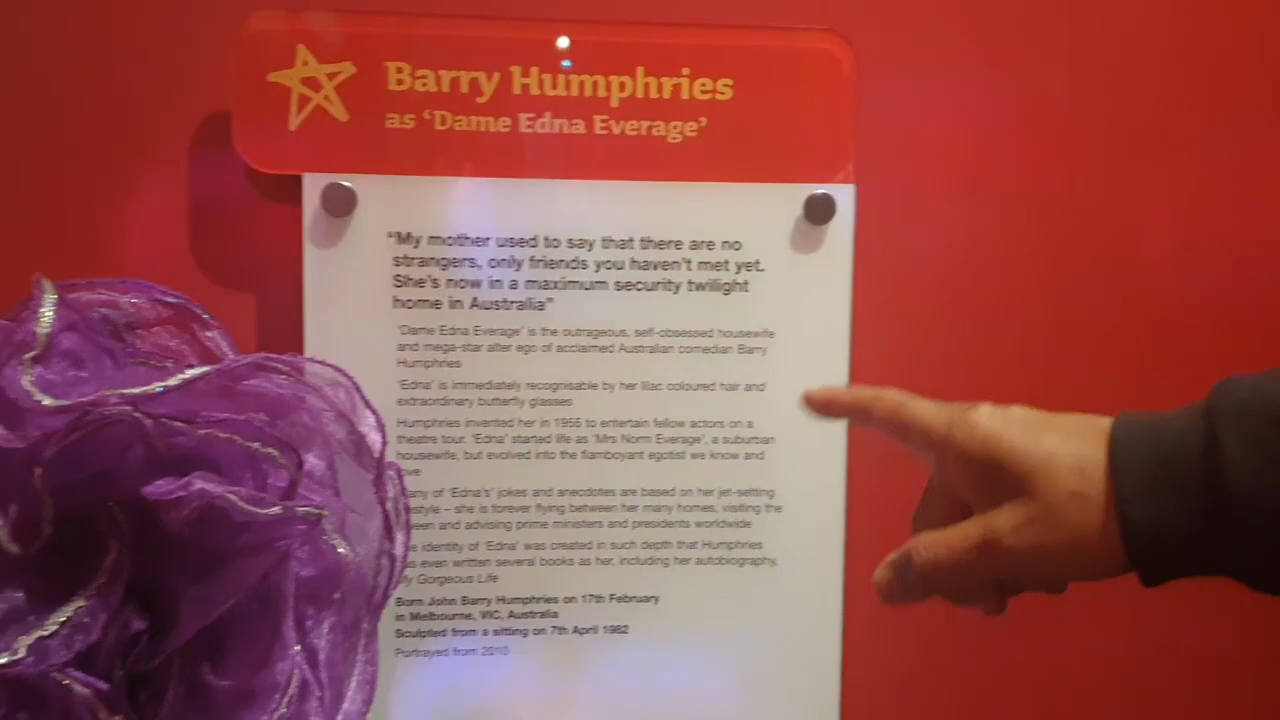 Barry Humphries
as ‘Dame Edna Everage’
"My mother used to say that there are no
strangers, only friends you haven't met yet.
She's now in a maximum security twilight
home in Australia"
'Dame Edna Everage' is the outrageous, self-obsessed housewife
and mega-star alter ego of acclaimed Australian comedian Barry
Humphries
'Edna' is immediately recognisable by her lilac coloured hair and
extraordinary butterfly glasses
Humphries invented her in 1955 to entertain fellow actors on a
theatre tour. 'Edna' started life as 'Mrs Norm Everage', a suburban
housewife, but evolved into the flamboyant egotist we know and
ove
any of 'Edna's' jokes and anecdotes are based on her jet-setting
estyle – she is forever flying between her many homes, visiting the
een and advising prime ministers and presidents worldwide
e identity of 'Edna' was created in such depth that Humphries
as even written several books as her, including her autobiography,
My Gorgeous Life
Born John Barry Humphries on 17th February
in Melbourne, VIC, Australia
Sculpted from a sitting on 7th April 1982
Portrayed from 2010